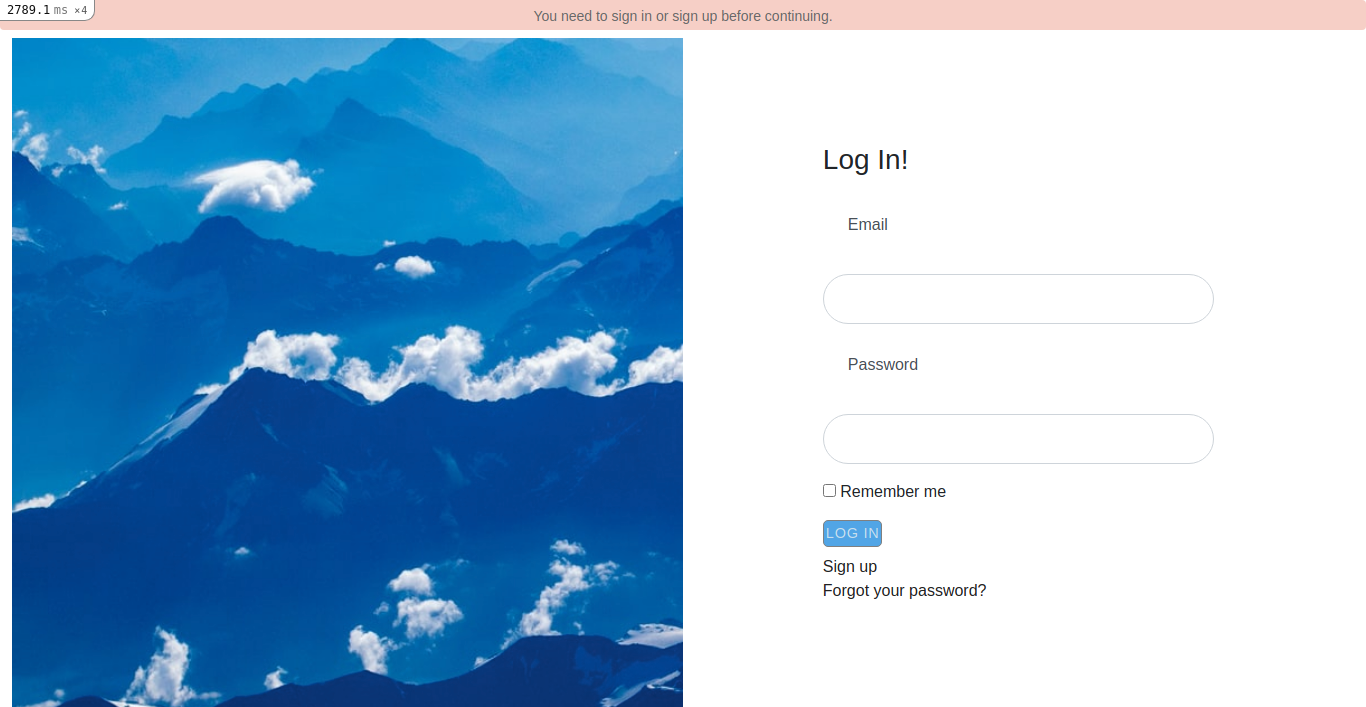 2789.1 ms ×4
You need to sign in or sign up before continuing.
Log In!
Email
Password
Remember me
LOG IN
Sign up
Forgot your password?